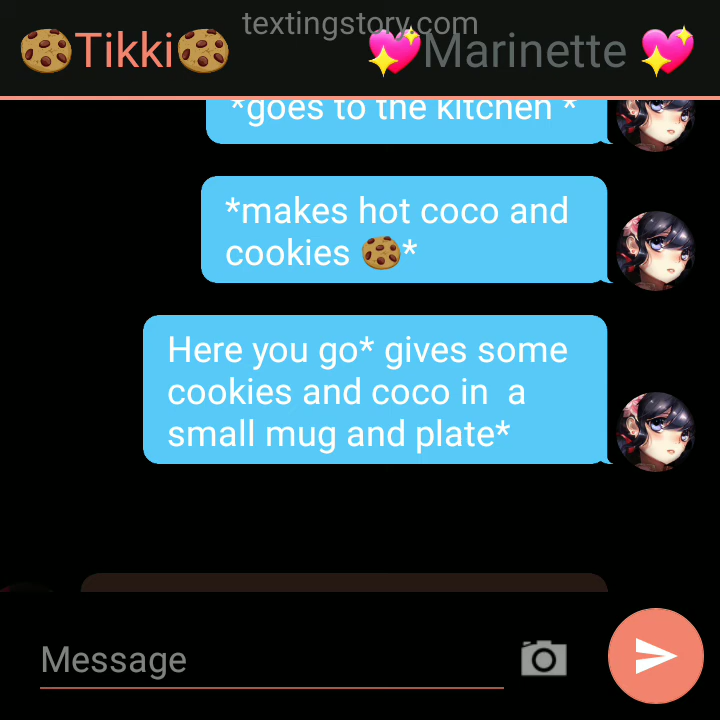 textingstory.com
🍪Tikki🍪 💖Marinette 💖
*goes to the kitchen *
*makes hot coco and
cookies 🍪*
Here you go* gives some
cookies and coco in  a
small mug and plate*
Message